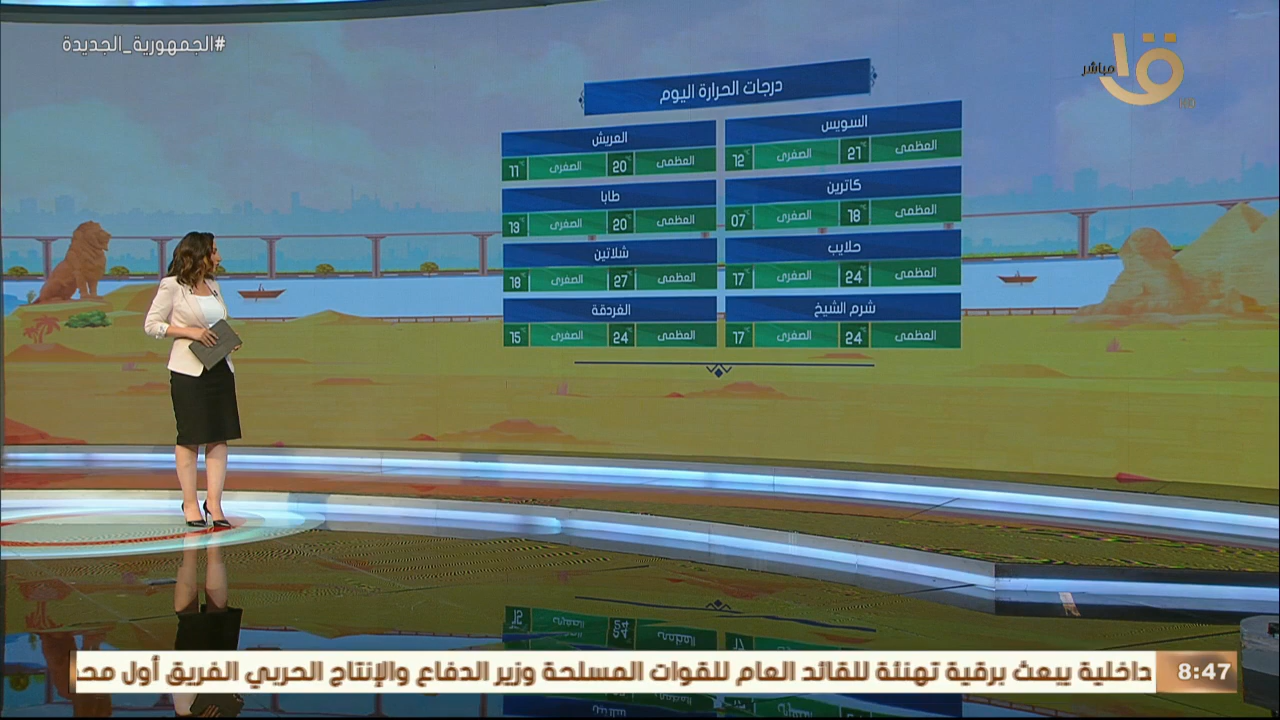 #الجمهورية_الجديدة
مباشر
درجات الحرارة اليوم
السويس
العظمى 21 الصغرى 12
العريش
العظمى 20 الصغرى 11
كاترين
العظمى 18 الصغرى 07
طابا
العظمى 20 الصغرى 13
حلايب
العظمى 24 الصغرى 17
شلاتين
العظمى 27 الصغرى 18
شرم الشيخ
العظمى 24 الصغرى 17
الغردقة
العظمى 24 الصغرى 15
8:47
داخلية يبعث برقية تهنئة للقائد العام للقوات المسلحة وزير الدفاع والإنتاج الحربي الفريق أول محـ